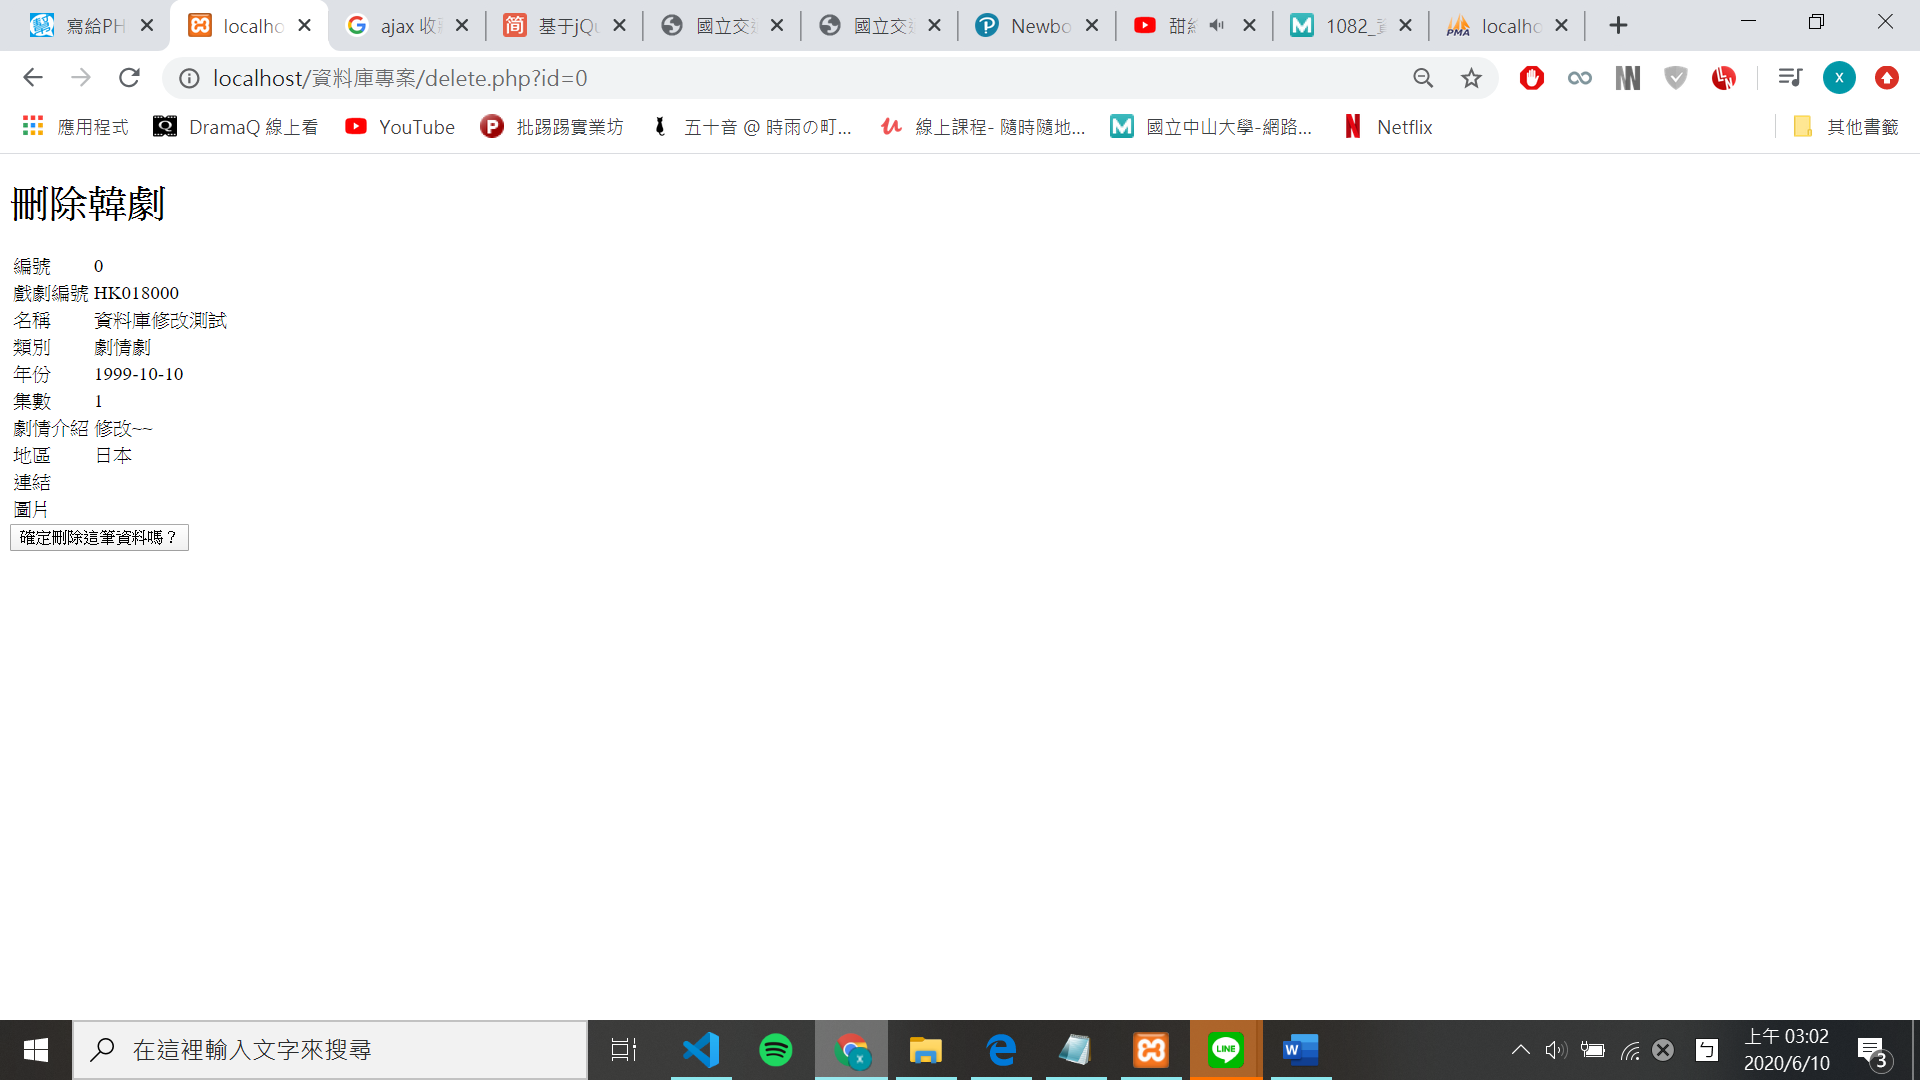 寫給PH
localho
ajax 收
基于jQu
國立交
國立交
Newbo
甜
1082_
localho
localhost/資料庫專案/delete.php?id=0
應用程式
DramaQ 線上看
YouTube
批踢踢實業坊
五十音 @ 時雨の町...
線上課程- 隨時隨地...
國立中山大學-網路...
Netflix
其他書籤
刪除韓劇
編號 0
戲劇編號 HK018000
名稱 資料庫修改測試
類別 劇情劇
年份 1999-10-10
集數 1
劇情介紹 修改~~
地區 日本
連結
圖片
確定刪除這筆資料嗎？
在這裡輸入文字來搜尋
LINE
ㄅ
上午 03:02
2020/6/10
3